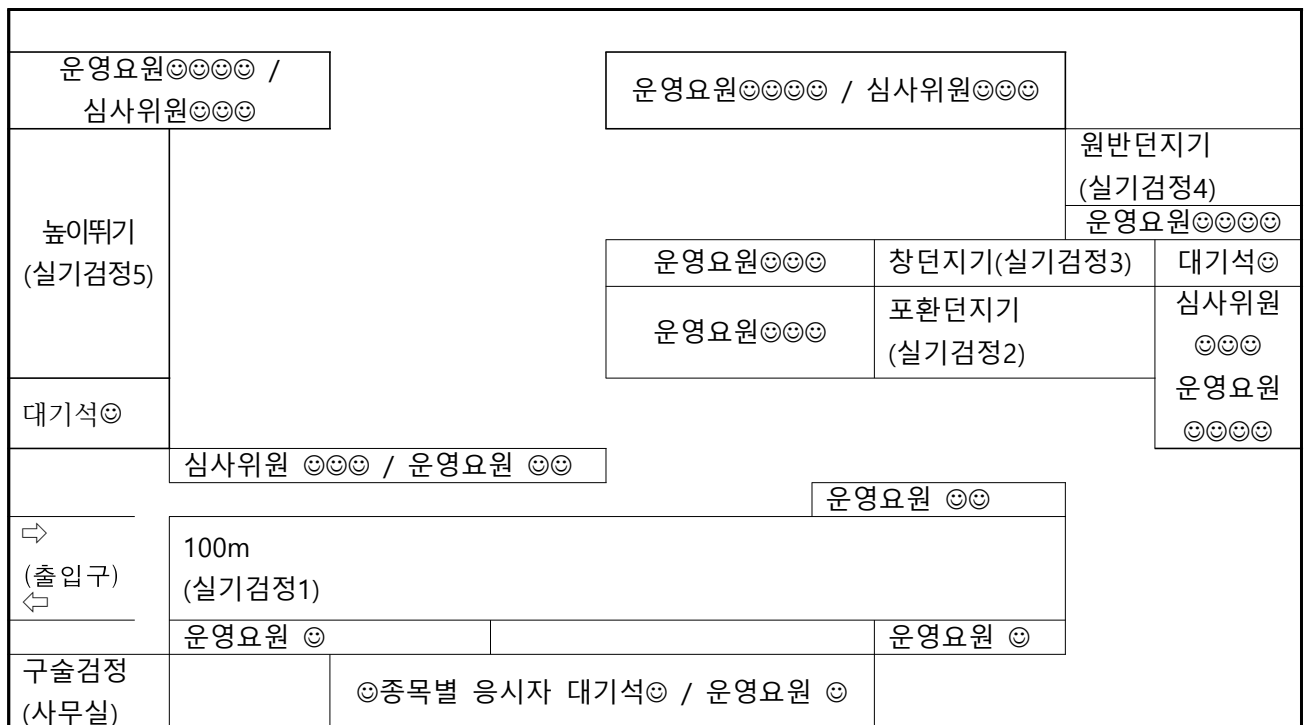 운영요원☺☺☺☺ /
심사위원☺☺☺
운영요원☺☺☺☺ / 심사위원☺☺☺
원반던지기
(실기검정4)
운영요원☺☺☺☺
높이뛰기
(실기검정5)
운영요원☺☺☺
창던지기(실기검정3)
대기석☺
운영요원☺☺☺
포환던지기
(실기검정2)
심사위원
☺☺☺
운영요원
☺☺☺☺
대기석☺
심사위원 ☺☺☺ / 운영요원 ☺☺
운영요원 ☺☺
⇨
(출입구)
⇦
100m
(실기검정1)
운영요원 ☺
운영요원 ☺
구술검정
(사무실)
☺종목별 응시자 대기석☺ / 운영요원 ☺